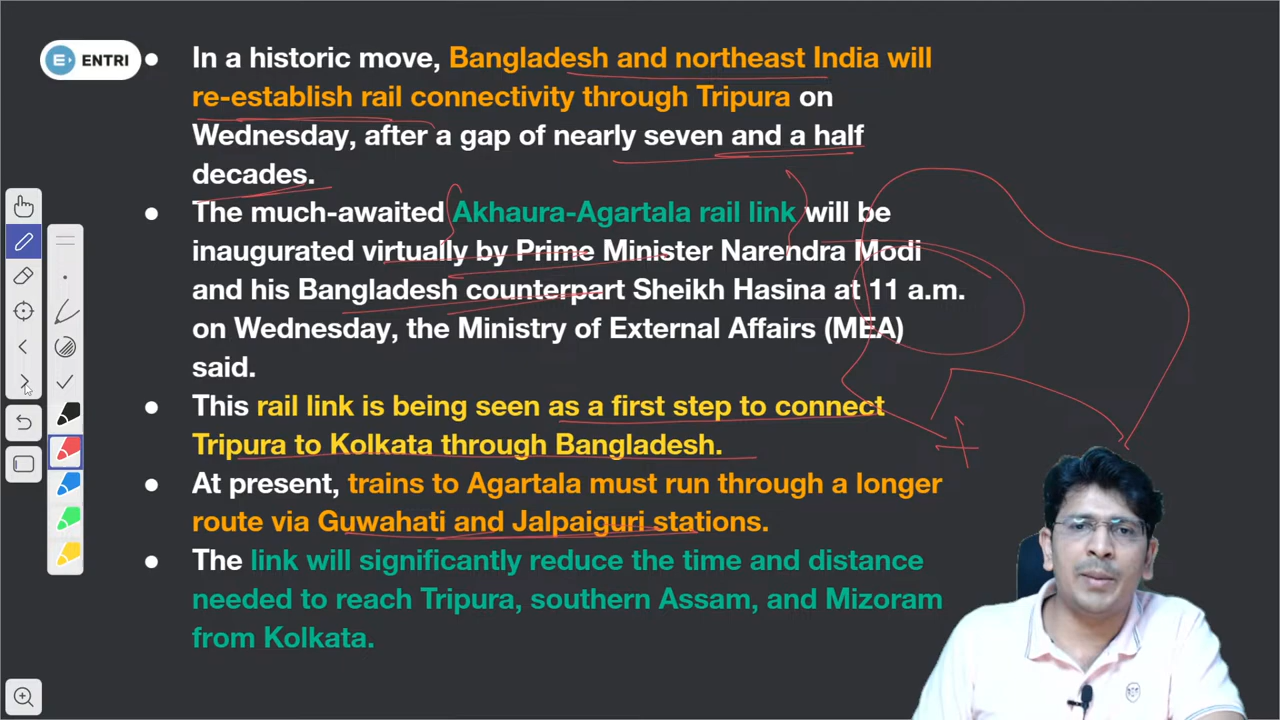 ENTRI
• In a historic move, Bangladesh and northeast India will
re-establish rail connectivity through Tripura on
Wednesday, after a gap of nearly seven and a half
decades.
• The much-awaited Akhaura-Agartala rail link will be
inaugurated virtually by Prime Minister Narendra Modi
and his Bangladesh counterpart Sheikh Hasina at 11 a.m.
on Wednesday, the Ministry of External Affairs (MEA)
said.
• This rail link is being seen as a first step to connect
Tripura to Kolkata through Bangladesh.
• At present, trains to Agartala must run through a longer
route via Guwahati and Jalpaiguri stations.
• The link will significantly reduce the time and distance
needed to reach Tripura, southern Assam, and Mizoram
from Kolkata.